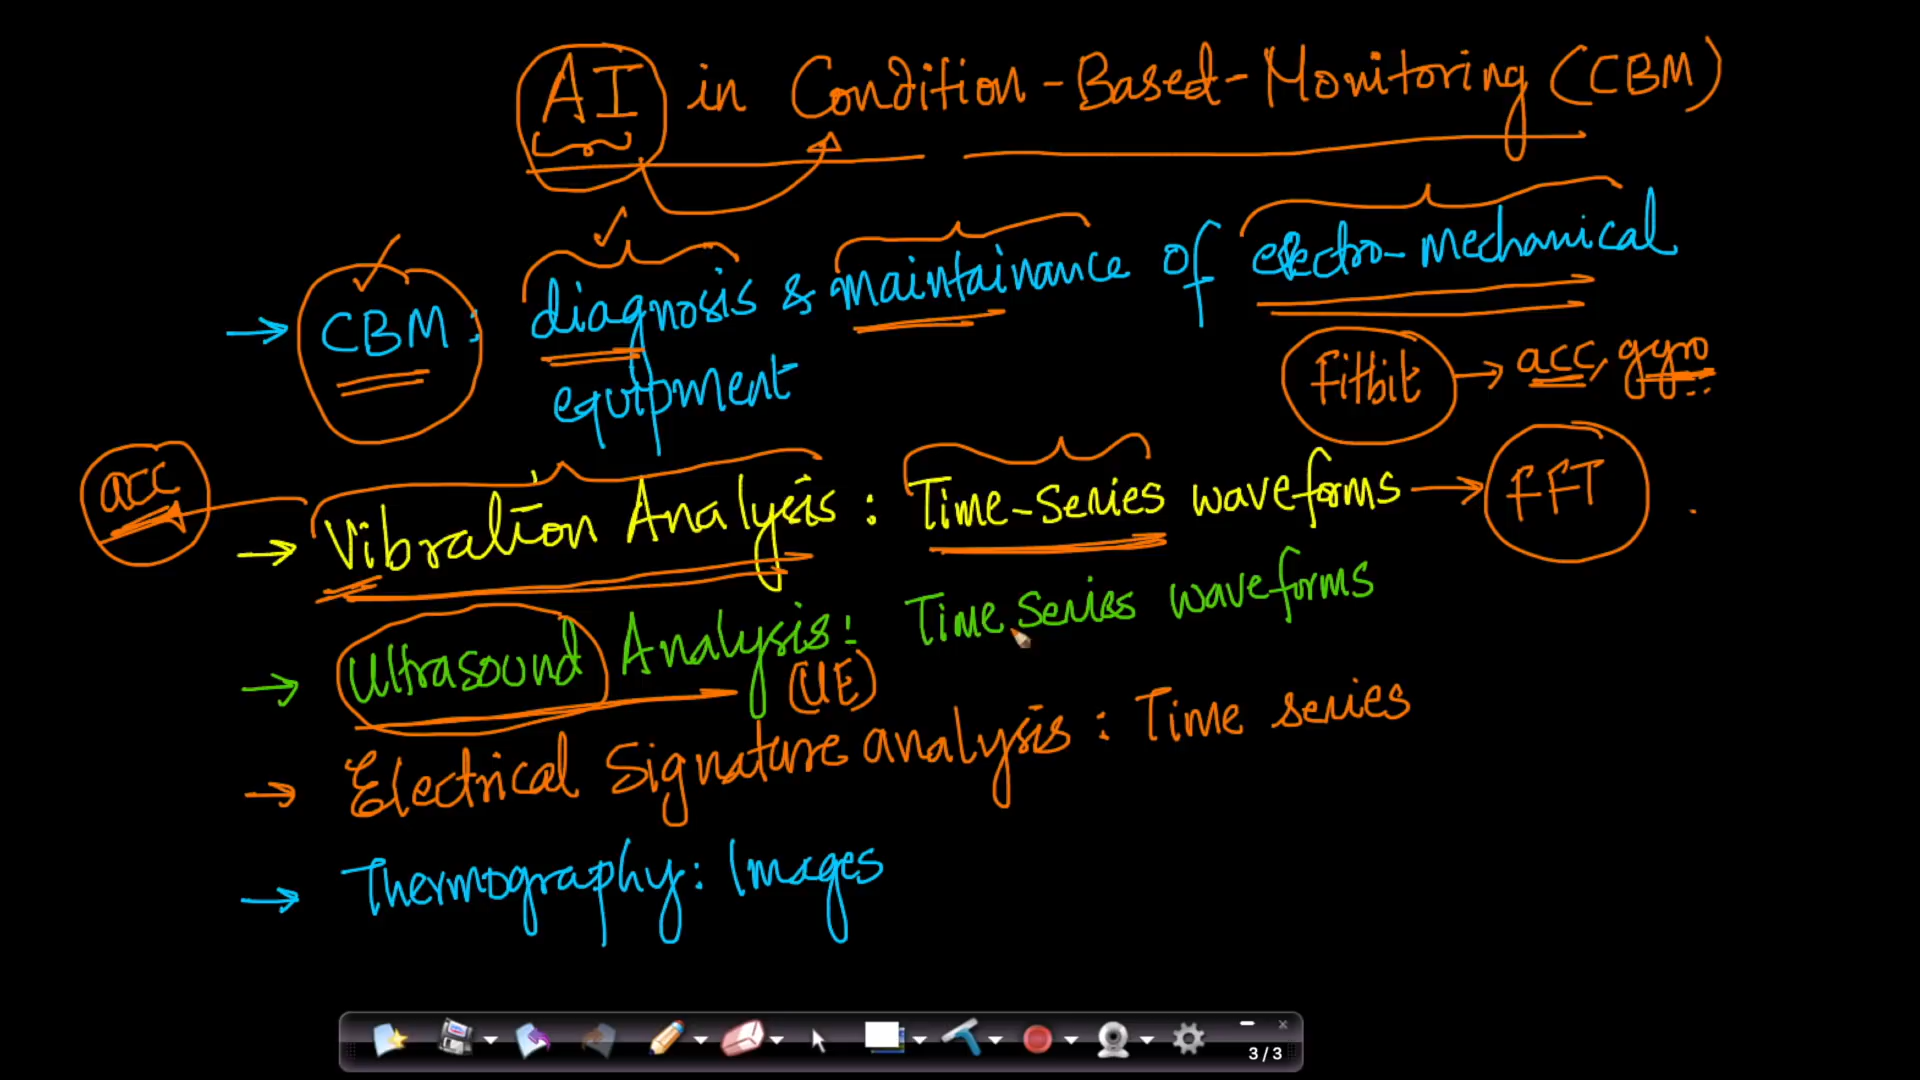 AI in Condition-Based-Monitoring (CBM)
→ CBM: diagnosis & maintainance of electro-mechanical
equipment
Fitbit → acc, gyro
acc
→ Vibration Analysis: Time-series waveforms → FFT
→ Ultrasound Analysis: Time series waveforms
(UE)
→ Electrical Signature analysis: Time series
→ Thermography: Images
3/3